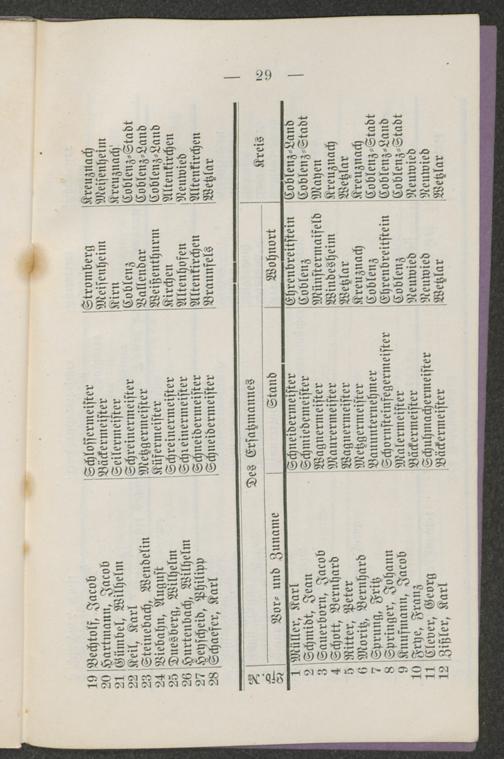 — 29 —
19 Bechtolf, Jacob Schlossermeister Stromberg Kreuznach
20 Hartmann, Jacob Bäckermeister Meisenheim Meisenheim
21 Gümbel, Wilhelm Seilermeister Kirn Kreuznach
22 Keil, Karl Schreinermeister Coblenz Coblenz-Stadt
23 Steinebach, Wendelin Metzgermeister Vallendar Coblenz-Land
24 Biebahn, August Küfermeister Weißenthurm Coblenz-Land
25 Duesberg, Wilhelm Schreinermeister Kirchen Altenkirchen
26 Hurtenbach, Wilhelm Schreinermeister Altenhofen Neuwied
27 Heyscheid, Philipp Schneidermeister Altenkirchen Altenkirchen
28 Schaefer, Karl Schneidermeister Braunfels Wetzlar
Des Ersatzmannes
Lfd. № Vor- und Zuname Stand Wohnort Kreis
1 Müller, Karl Schneidermeister Ehrenbreitstein Coblenz-Land
2 Schmidt, Jean Schmiedemeister Coblenz Coblenz-Stadt
3 Sauerborn, Jacob Wagnermeister Münstermaifeld Mayen
4 Schott, Bernhard Maurermeister Windesheim Kreuznach
5 Ritter, Peter Wagnermeister Wetzlar Wetzlar
6 Moritz, Bernhard Metzgermeister Kreuznach Kreuznach
7 Sprung, Fritz Bauunternehmer Coblenz Coblenz-Stadt
8 Springer, Johann Schornsteinfegermeister Ehrenbreitstein Coblenz-Land
9 Knufmann, Jacob Malermeister Coblenz Coblenz-Stadt
10 Frye, Franz Bäckermeister Neuwied Neuwied
11 Clever, Georg Schuhmachermeister Neuwied Neuwied
12 Zißler, Karl Bäckermeister Wetzlar Wetzlar